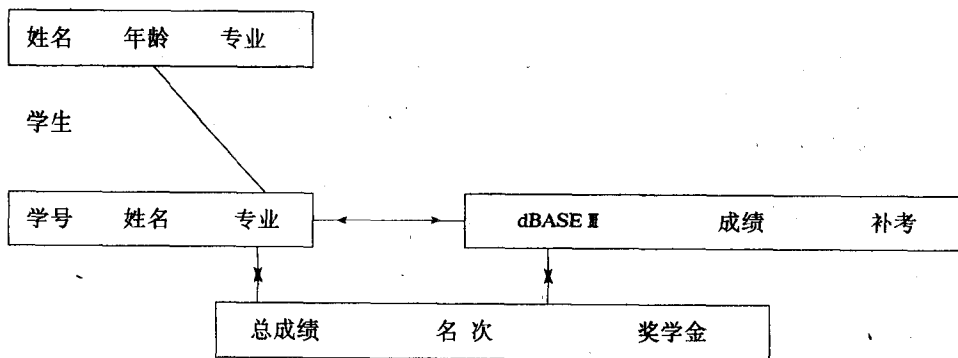 姓名 年龄 专业
学生
学号 姓名 专业 dBASE Ⅲ 成绩 补考
总成绩 名次 奖学金